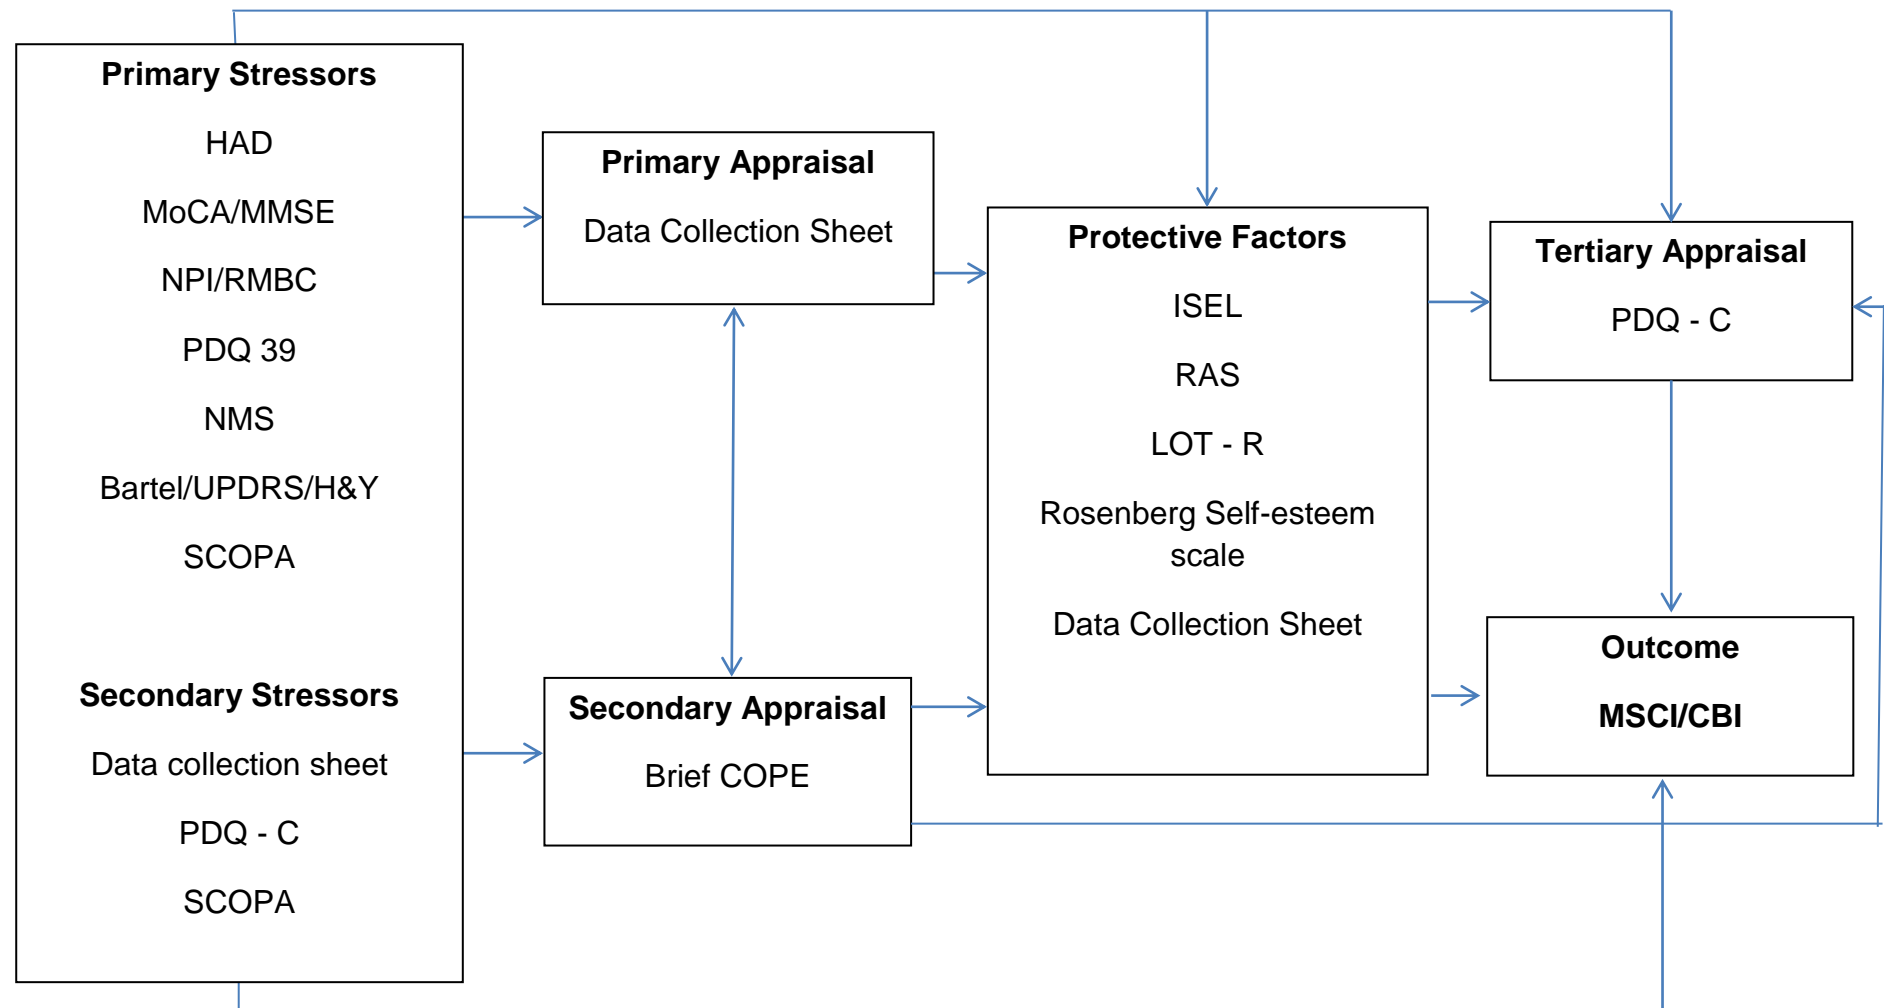 Primary Stressors
HAD
MoCA/MMSE
NPI/RMBC
PDQ 39
NMS
Bartel/UPDRS/H&Y
SCOPA
Secondary Stressors
Data collection sheet
PDQ - C
SCOPA
Primary Appraisal
Data Collection Sheet
Secondary Appraisal
Brief COPE
Protective Factors
ISEL
RAS
LOT - R
Rosenberg Self-esteem
scale
Data Collection Sheet
Tertiary Appraisal
PDQ - C
Outcome
MSCI/CBI